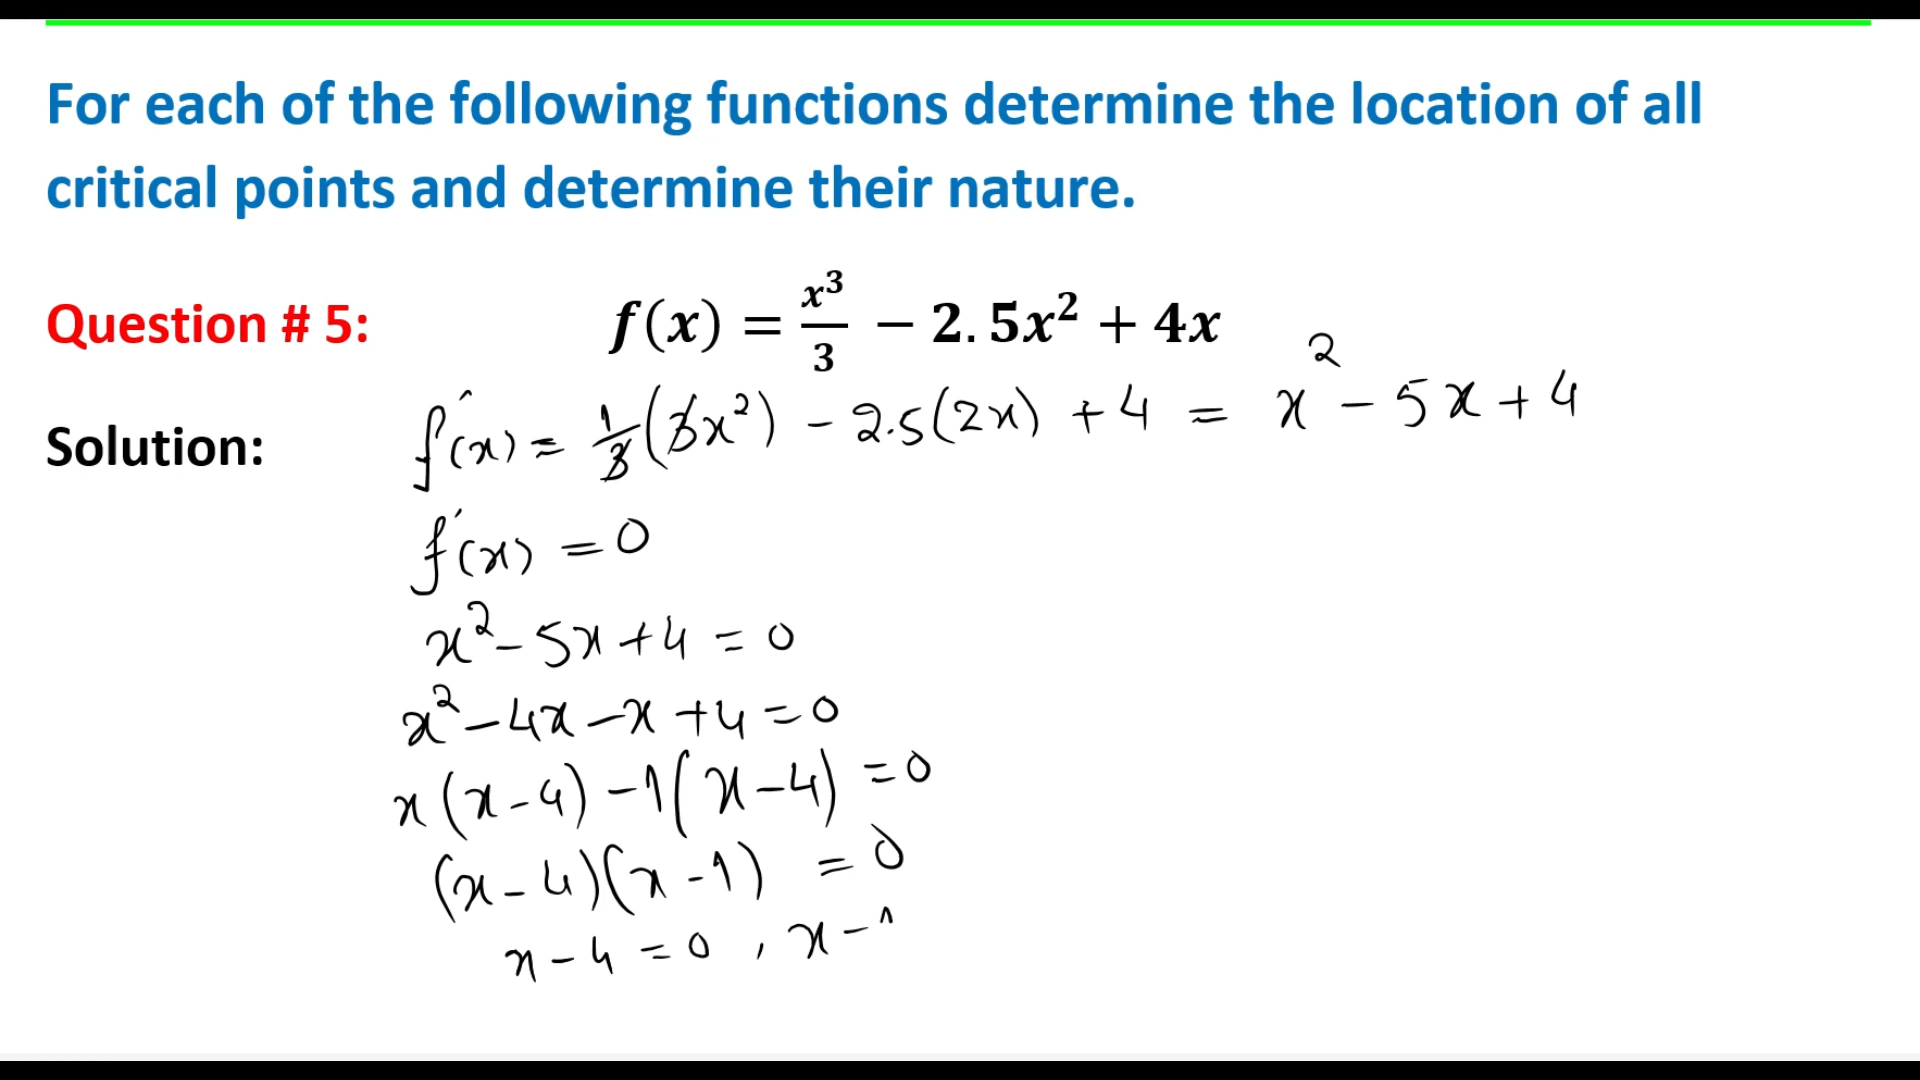 For each of the following functions determine the location of all
critical points and determine their nature.
Question # 5: f(x) = x³/3 − 2.5x² + 4x
Solution: f′(x) = 1/3(3x²) − 2.5(2x) + 4 = x² − 5x + 4
f′(x) = 0
x² − 5x + 4 = 0
x² − 4x − x + 4 = 0
x(x − 4) − 1(x − 4) = 0
(x − 4)(x − 1) = 0
x − 4 = 0 , x −